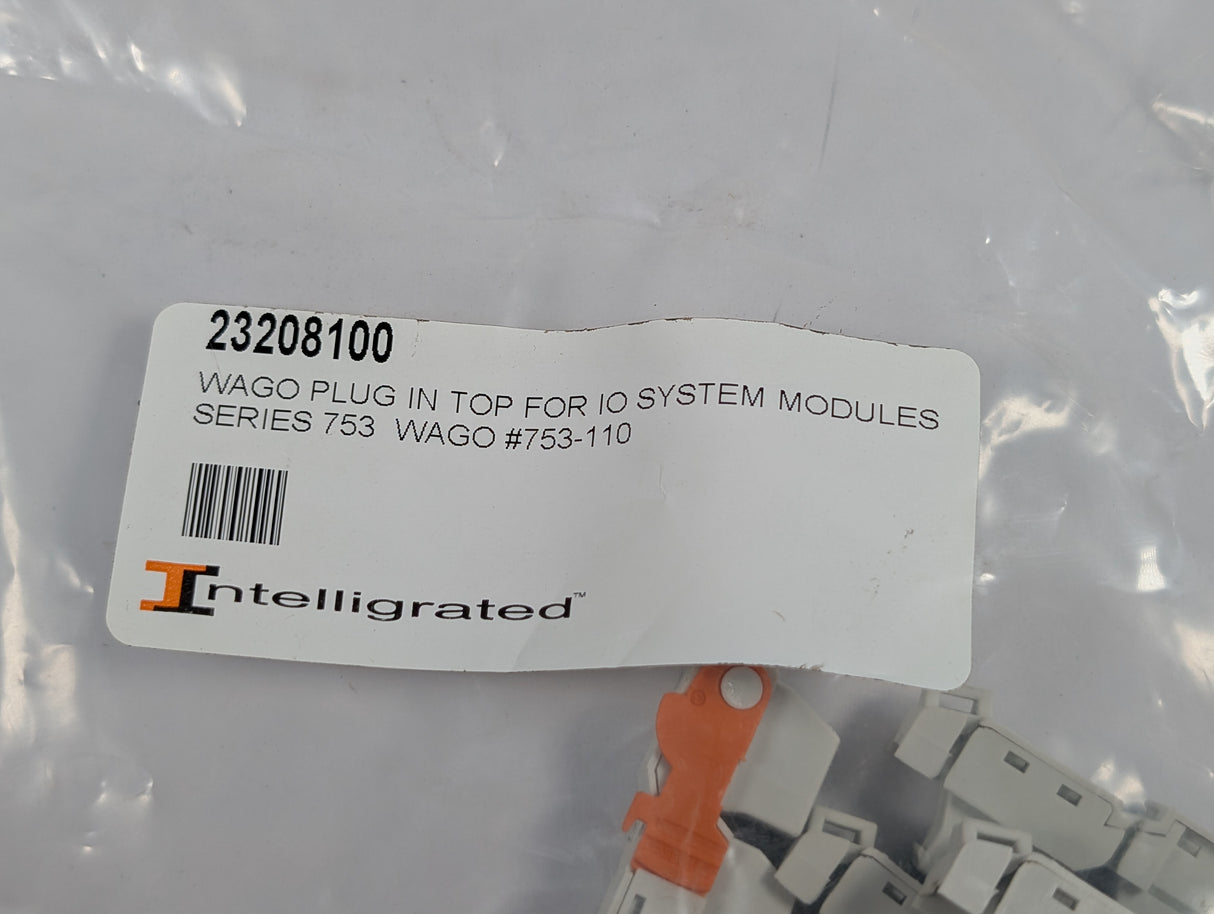 23208100
WAGO PLUG IN TOP FOR IO SYSTEM MODULES
SERIES 753 WAGO #753-110
Intelligrated™